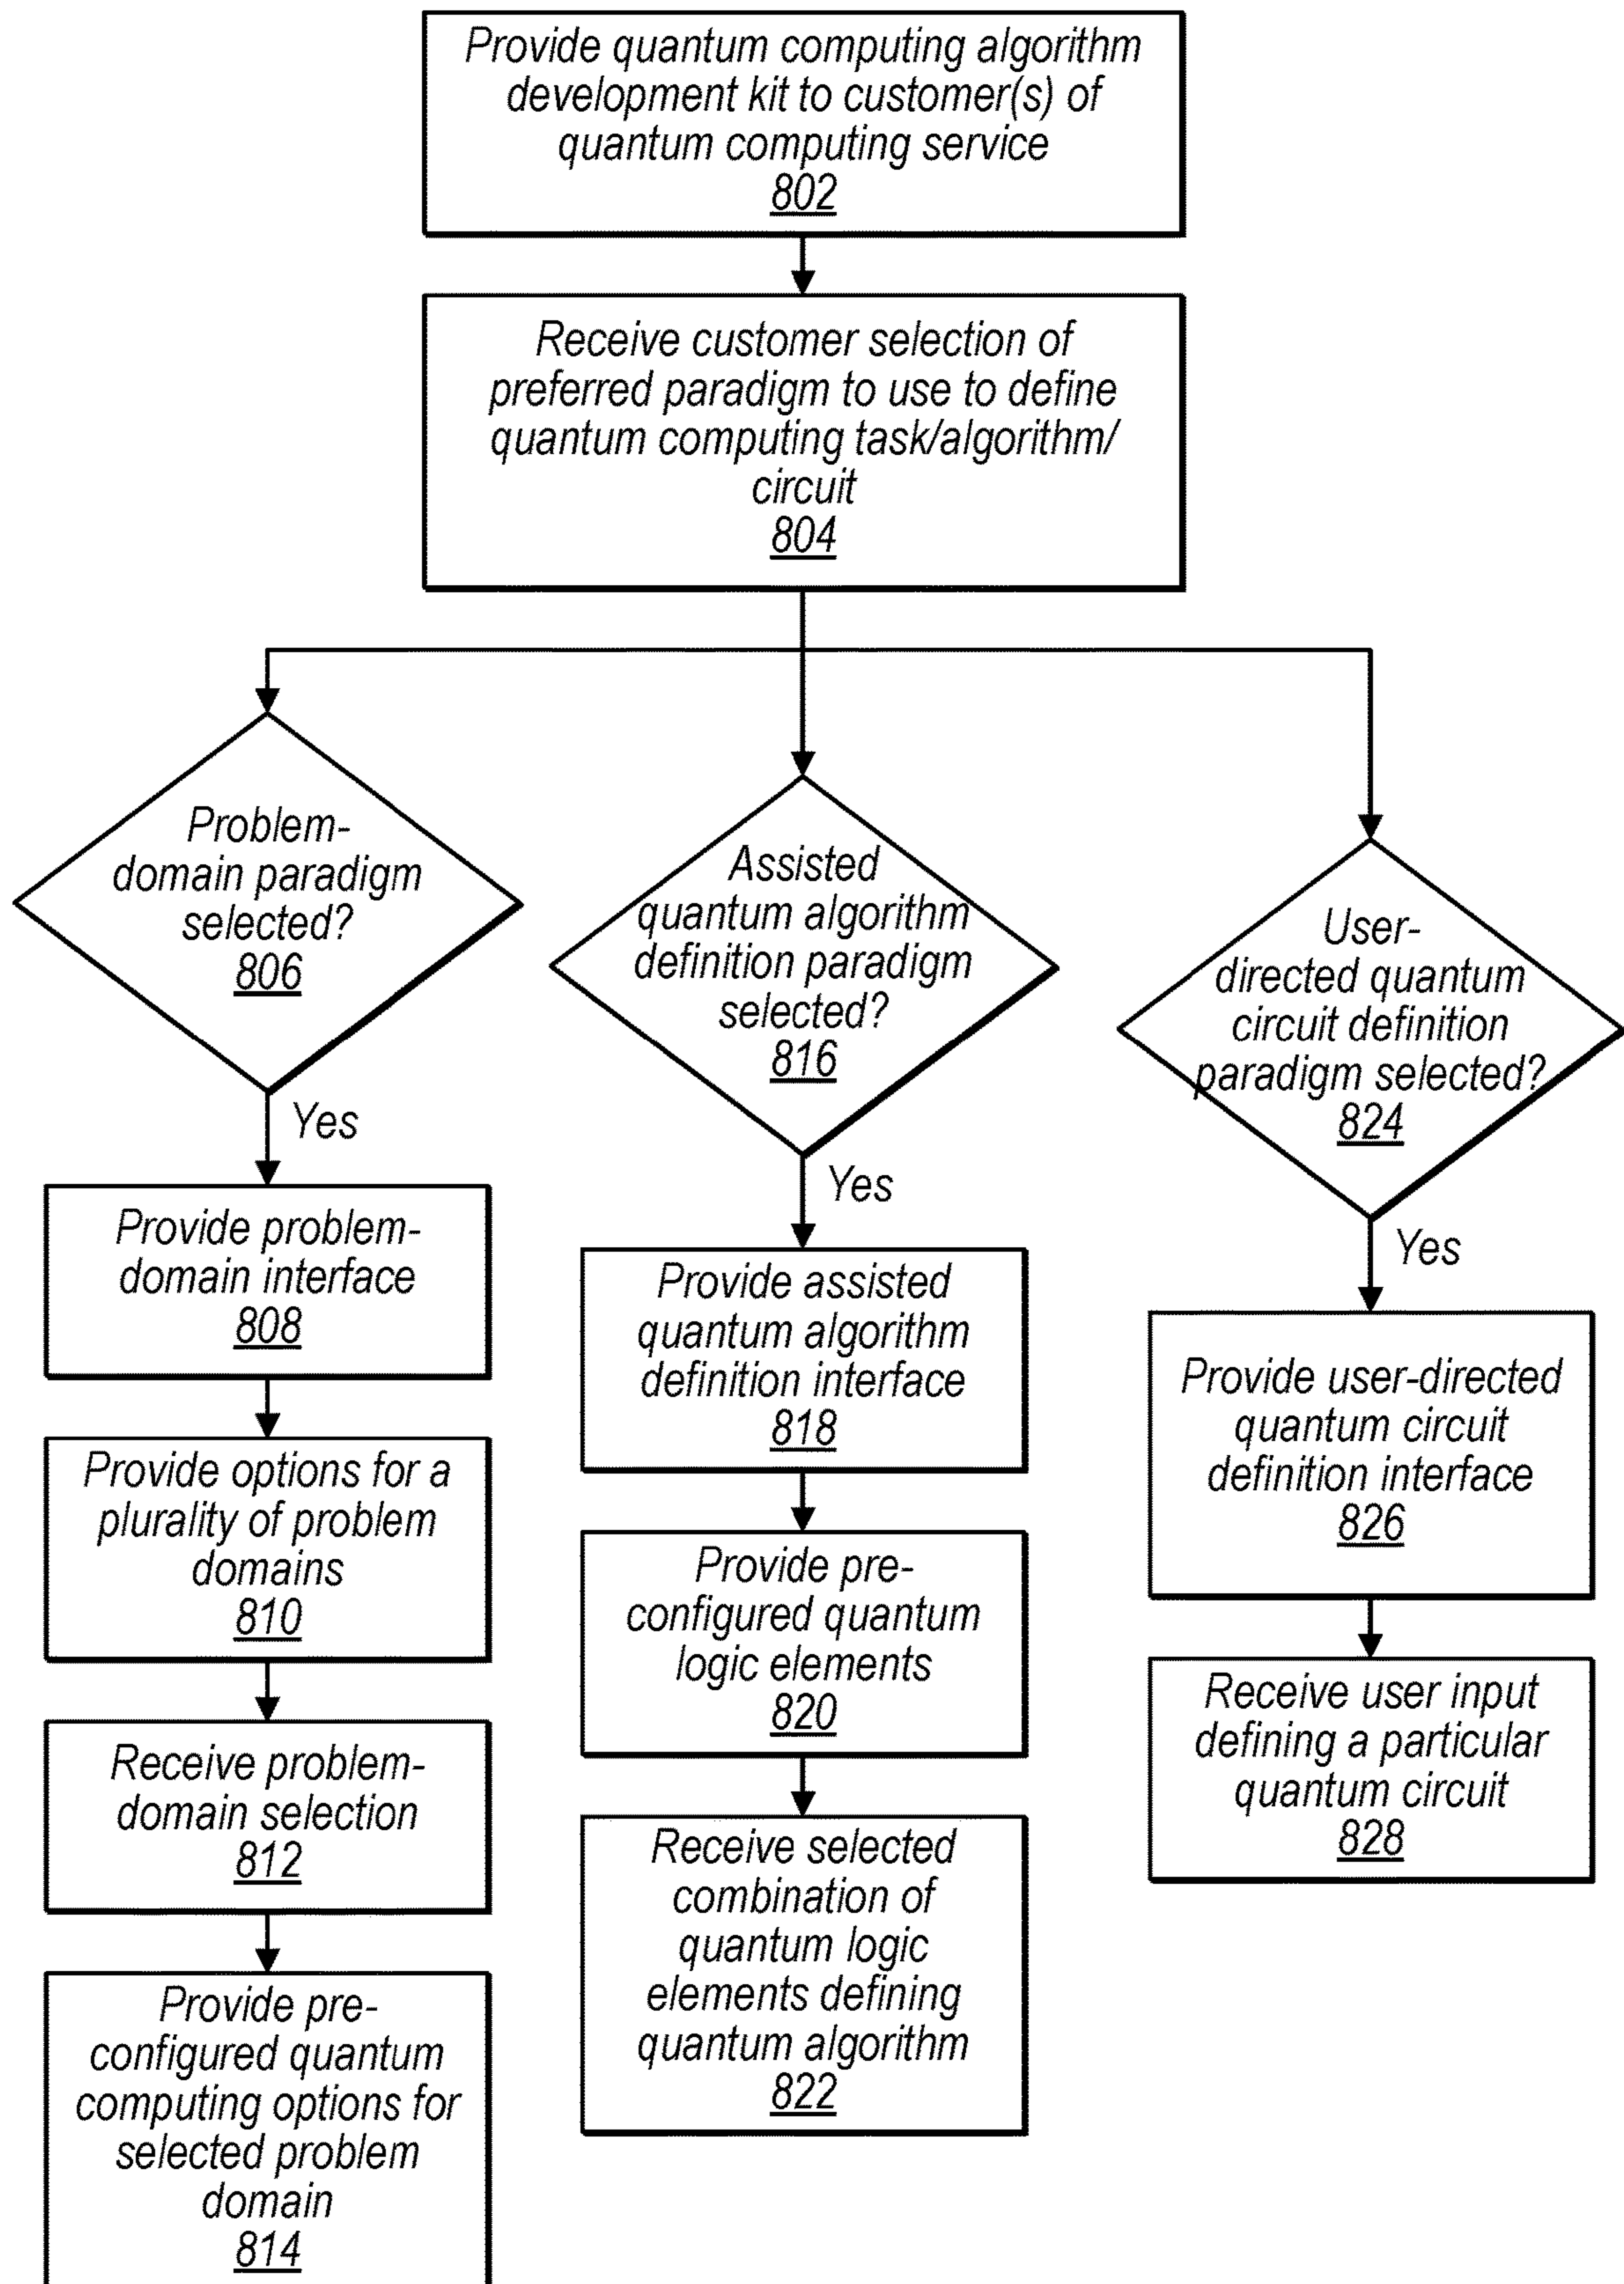 Provide quantum computing algorithm
development kit to customer(s) of
quantum computing service
802
Receive customer selection of
preferred paradigm to use to define
quantum computing task/algorithm/
circuit
804
Problem-
domain paradigm
selected?
806
Yes
Provide problem-
domain interface
808
Provide options for a
plurality of problem
domains
810
Receive problem-
domain selection
812
Provide pre-
configured quantum
computing options for
selected problem
domain
814
Assisted
quantum algorithm
definition paradigm
selected?
816
Yes
Provide assisted
quantum algorithm
definition interface
818
Provide pre-
configured quantum
logic elements
820
Receive selected
combination of
quantum logic
elements defining
quantum algorithm
822
User-
directed quantum
circuit definition
paradigm selected?
824
Yes
Provide user-directed
quantum circuit
definition interface
826
Receive user input
defining a particular
quantum circuit
828